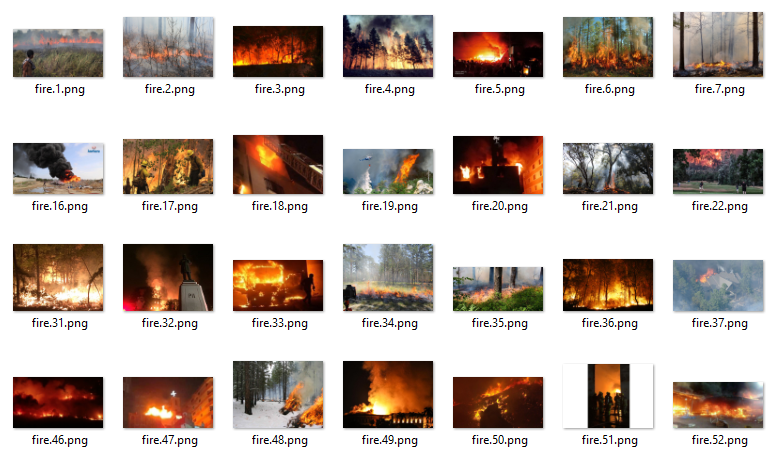 fire.1.png
fire.2.png
fire.3.png
fire.4.png
fire.5.png
fire.6.png
fire.7.png
fire.16.png
fire.17.png
fire.18.png
fire.19.png
fire.20.png
fire.21.png
fire.22.png
fire.31.png
fire.32.png
fire.33.png
fire.34.png
fire.35.png
fire.36.png
fire.37.png
fire.46.png
fire.47.png
fire.48.png
fire.49.png
fire.50.png
fire.51.png
fire.52.png